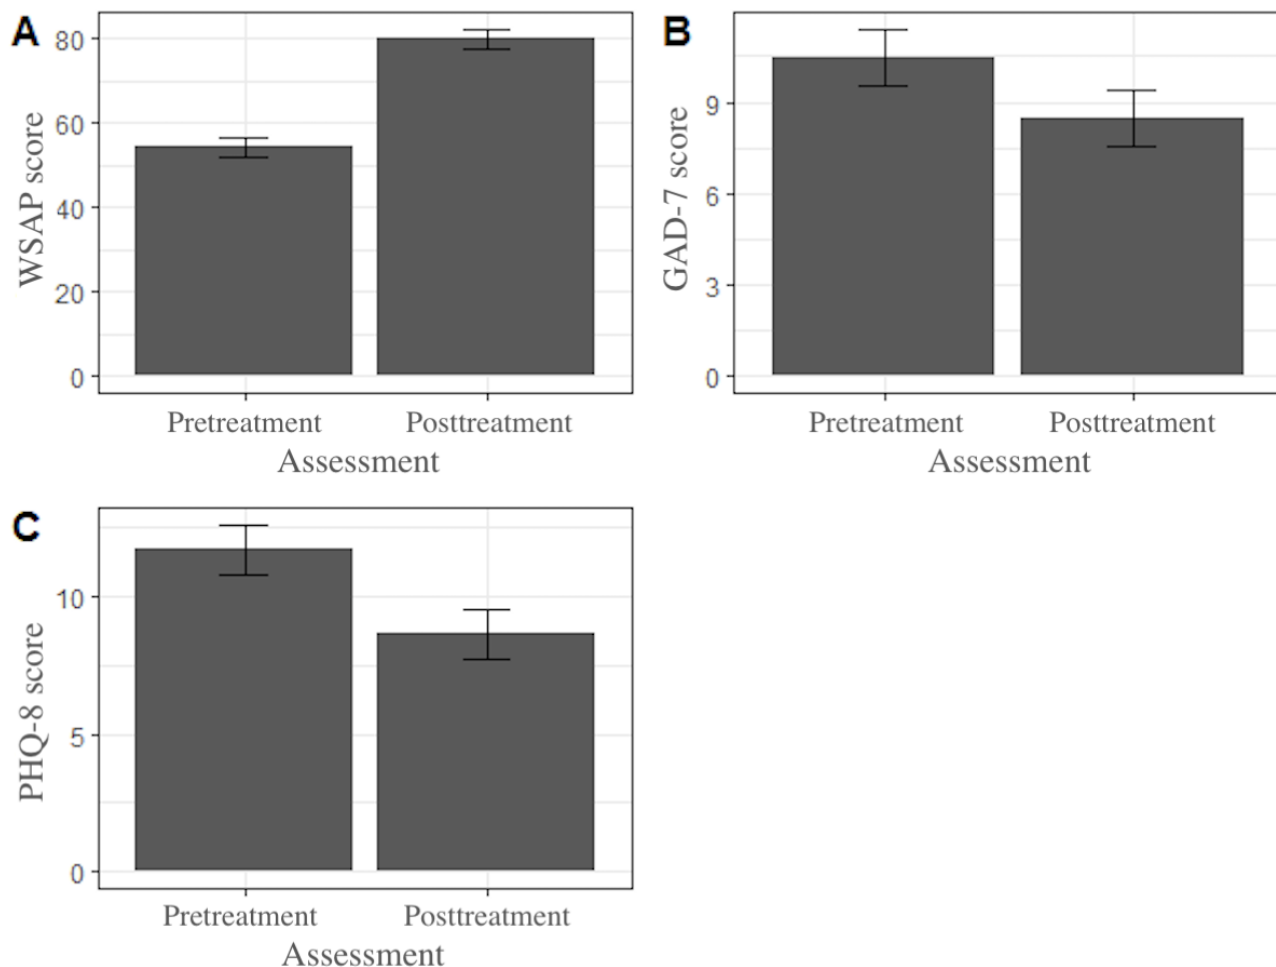 A
WSAP score
80
60
40
20
0
Pretreatment Posttreatment
Assessment
B
GAD-7 score
9
6
3
0
Pretreatment Posttreatment
Assessment
C
PHQ-8 score
10
5
0
Pretreatment Posttreatment
Assessment